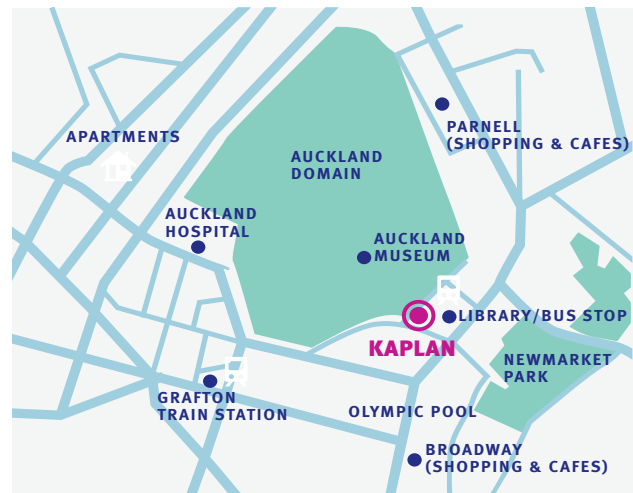 APARTMENTS
PARNELL
(SHOPPING & CAFES)
AUCKLAND
DOMAIN
AUCKLAND
HOSPITAL
AUCKLAND
MUSEUM
LIBRARY/BUS STOP
KAPLAN
NEWMARKET
PARK
GRAFTON
TRAIN STATION
OLYMPIC POOL
BROADWAY
(SHOPPING & CAFES)